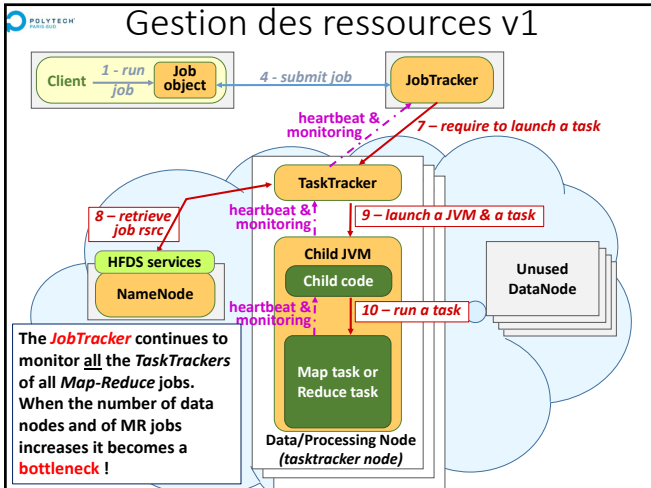 POLYTECH
PARIS-SUD
Gestion des ressources v1
Client
1 - run
job
Job
object
4 - submit job
JobTracker
heartbeat &
monitoring
7 – require to launch a task
TaskTracker
8 – retrieve
job rsrc
heartbeat &
monitoring
9 – launch a JVM & a task
HFDS services
NameNode
Child JVM
Child code
Unused
DataNode
heartbeat &
monitoring
10 – run a task
Map task or
Reduce task
The JobTracker continues to
monitor all the TaskTrackers
of all Map-Reduce jobs.
When the number of data
nodes and of MR jobs
increases it becomes a
bottleneck !
Data/Processing Node
(tasktracker node)